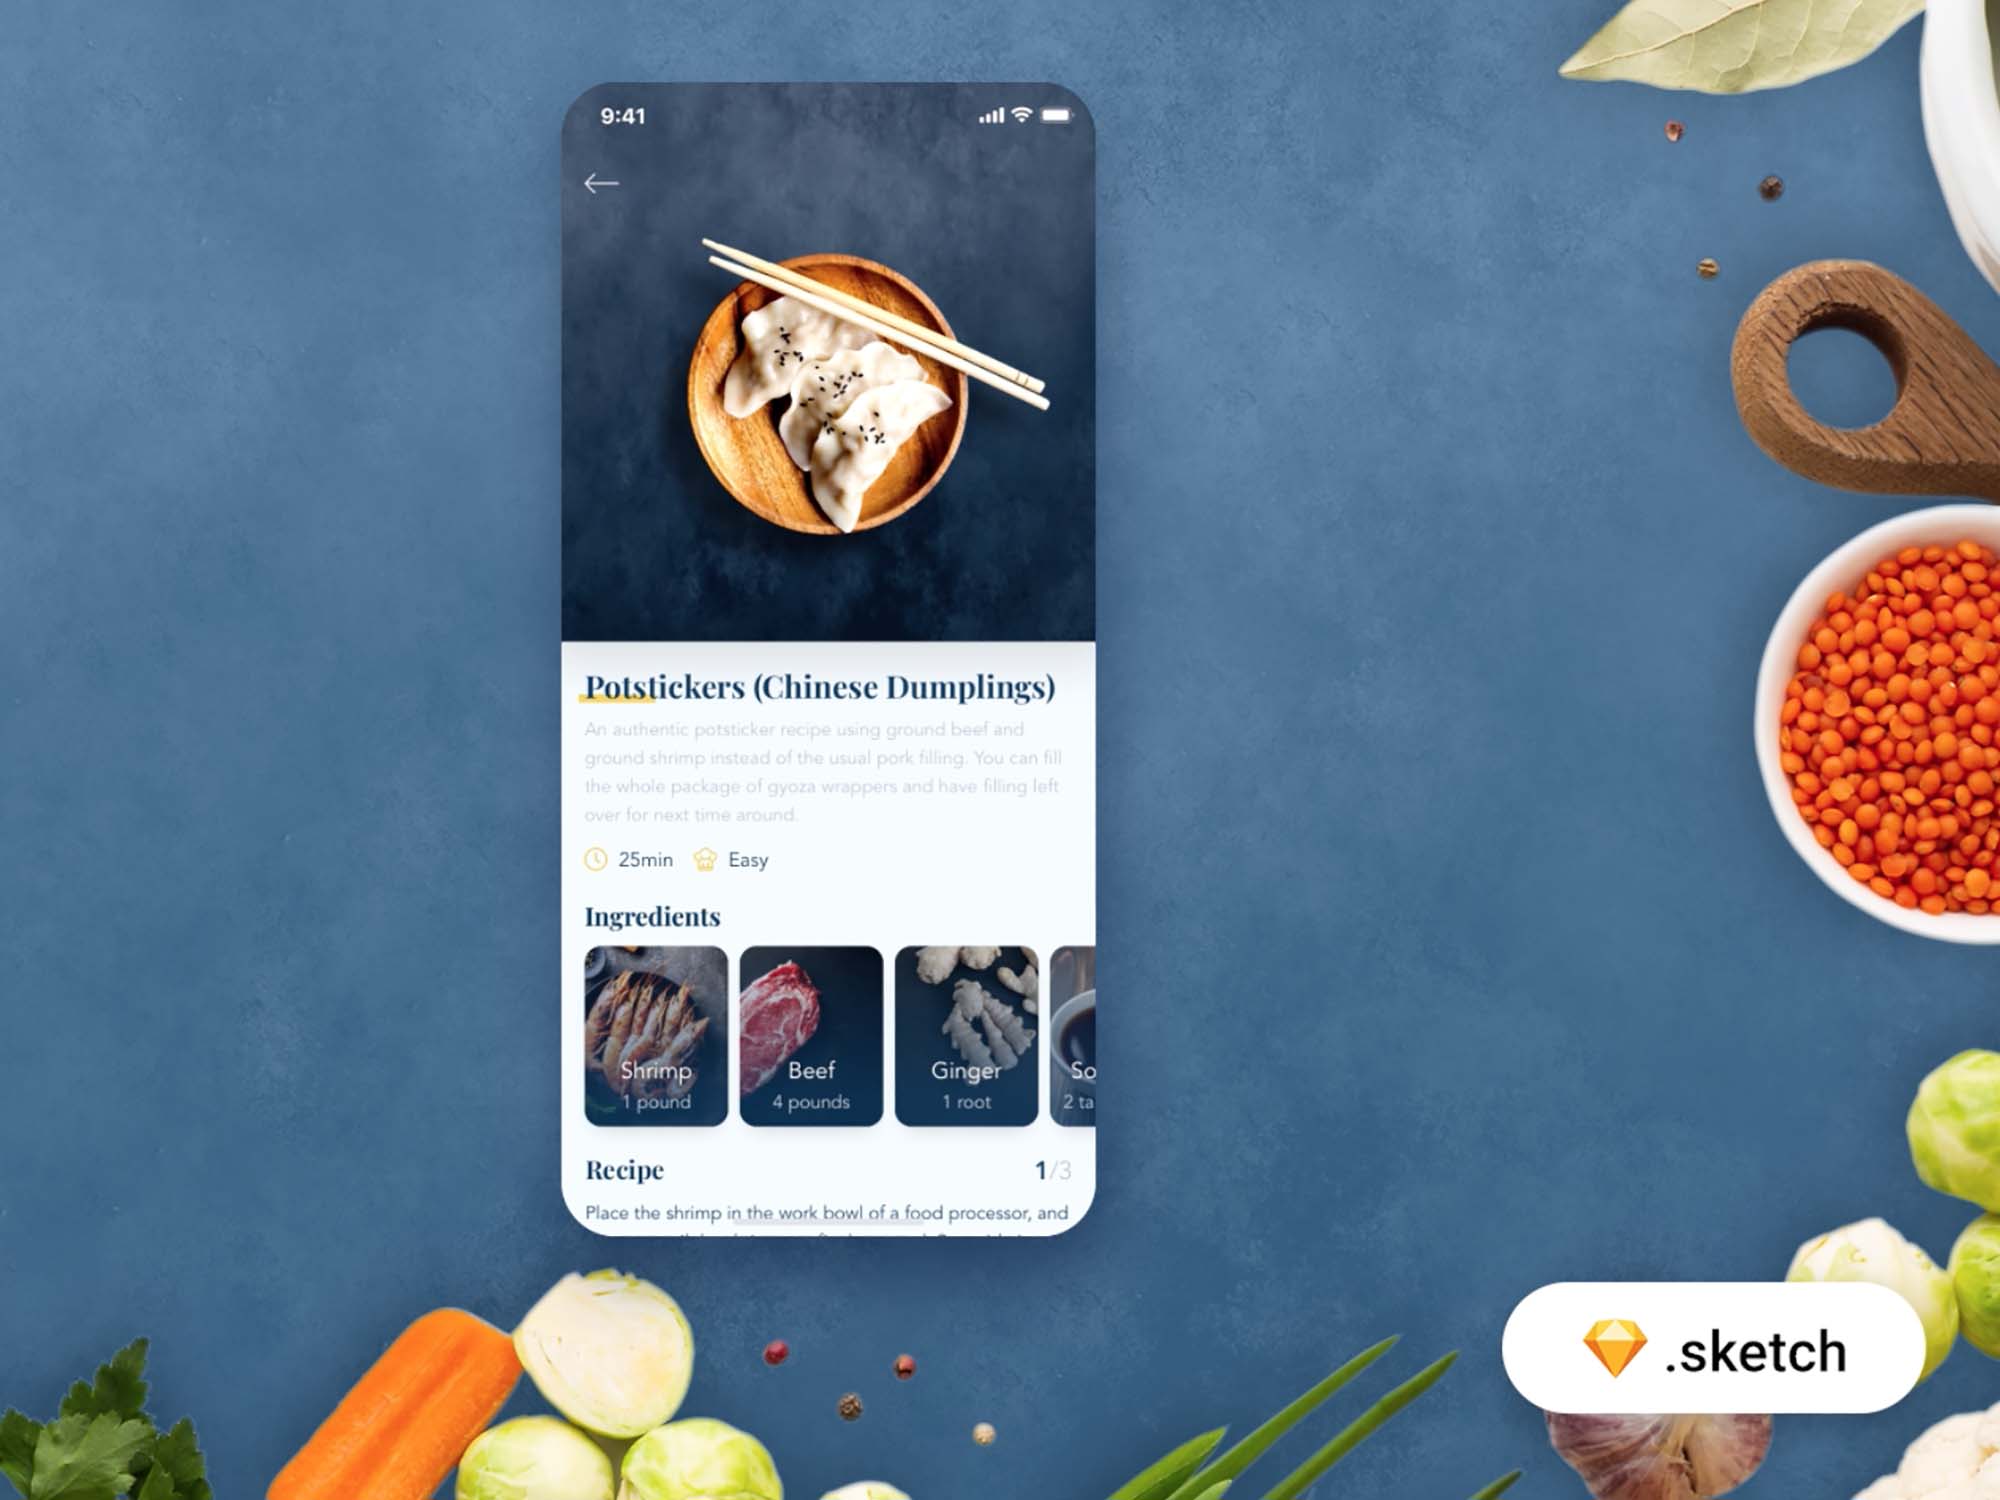 9:41
Potstickers (Chinese Dumplings)
An authentic potsticker recipe using ground beef and
ground shrimp instead of the usual pork filling. You can fill
the whole package of gyoza wrappers and have filling left
over for next time around.
25min Easy
Ingredients
Shrimp
1 pound
Beef
4 pounds
Ginger
1 root
So
2 ta
Recipe 1/3
Place the shrimp in the work bowl of a food processor, and
.sketch